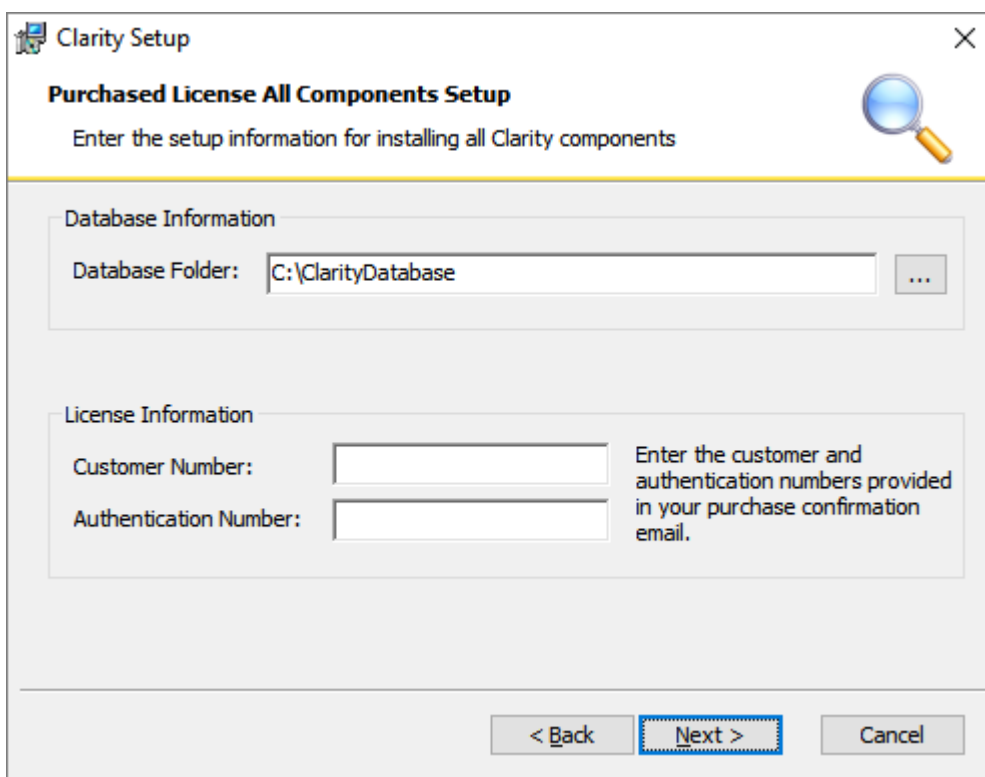 Clarity Setup
Purchased License All Components Setup
Enter the setup information for installing all Clarity components
Database Information
Database Folder: C:\ClarityDatabase ...
License Information
Customer Number:
Authentication Number:
Enter the customer and
authentication numbers provided
in your purchase confirmation
email.
< Back Next > Cancel